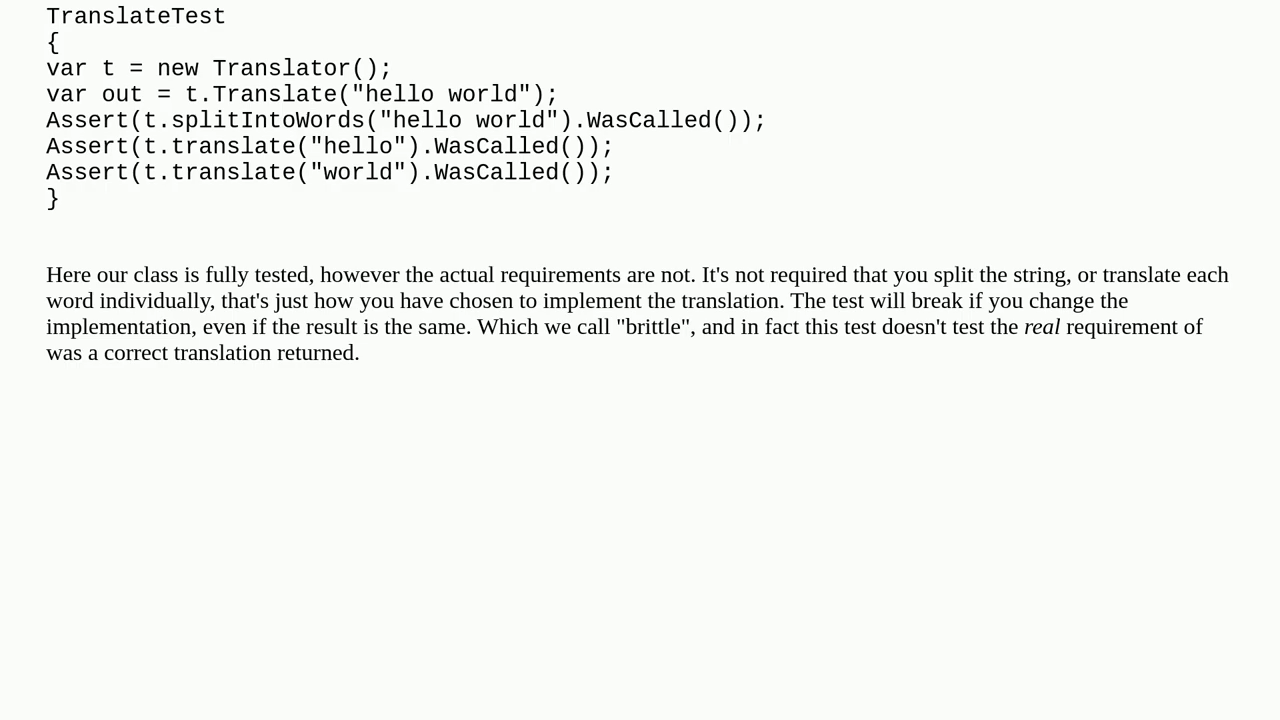 TranslateTest
{
var t = new Translator();
var out = t.Translate("hello world");
Assert(t.splitIntoWords("hello world").WasCalled());
Assert(t.translate("hello").WasCalled());
Assert(t.translate("world").WasCalled());
}
Here our class is fully tested, however the actual requirements are not. It's not required that you split the string, or translate each
word individually, that's just how you have chosen to implement the translation. The test will break if you change the
implementation, even if the result is the same. Which we call "brittle", and in fact this test doesn't test the real requirement of
was a correct translation returned.